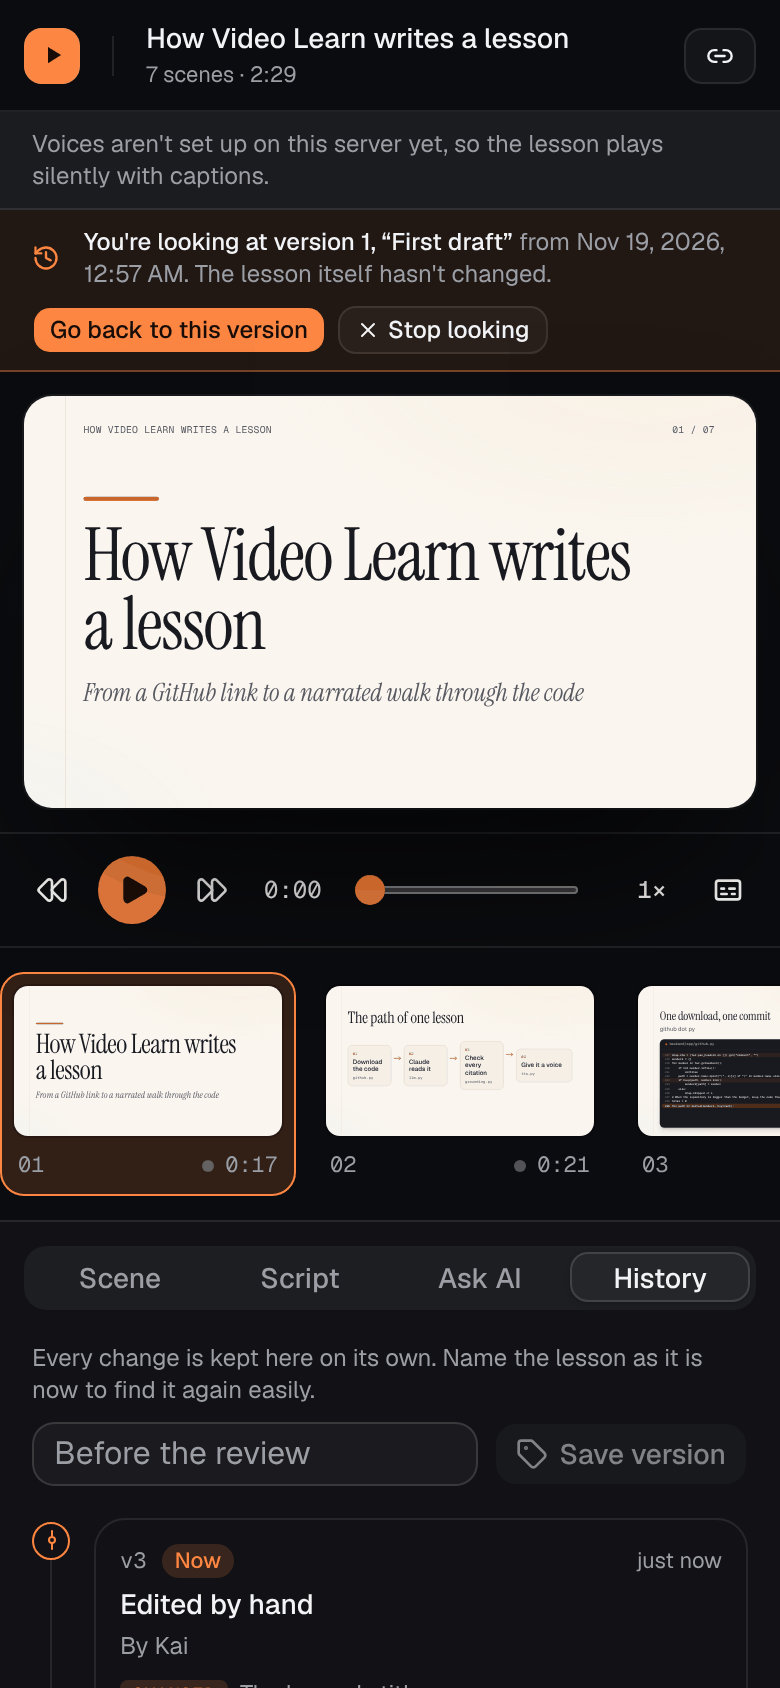 How Video Learn writes a lesson
7 scenes · 2:29
Voices aren't set up on this server yet, so the lesson plays
silently with captions.
You're looking at version 1, “First draft” from Nov 19, 2026,
12:57 AM. The lesson itself hasn't changed.
Go back to this version
Stop looking
HOW VIDEO LEARN WRITES A LESSON
01 / 07
How Video Learn writes
a lesson
From a GitHub link to a narrated walk through the code
0:00
1×
How Video Learn writes
a lesson
From a GitHub link to a narrated walk through the code
01
0:17
The path of one lesson
Download
the code
github.py
Claude
reads it
Check
every
citation
Give it a voice
02
0:21
One download, one commit
github dot py
03
Scene
Script
Ask AI
History
Every change is kept here on its own. Name the lesson as it is
now to find it again easily.
Before the review
Save version
v3
Now
just now
Edited by hand
By Kai